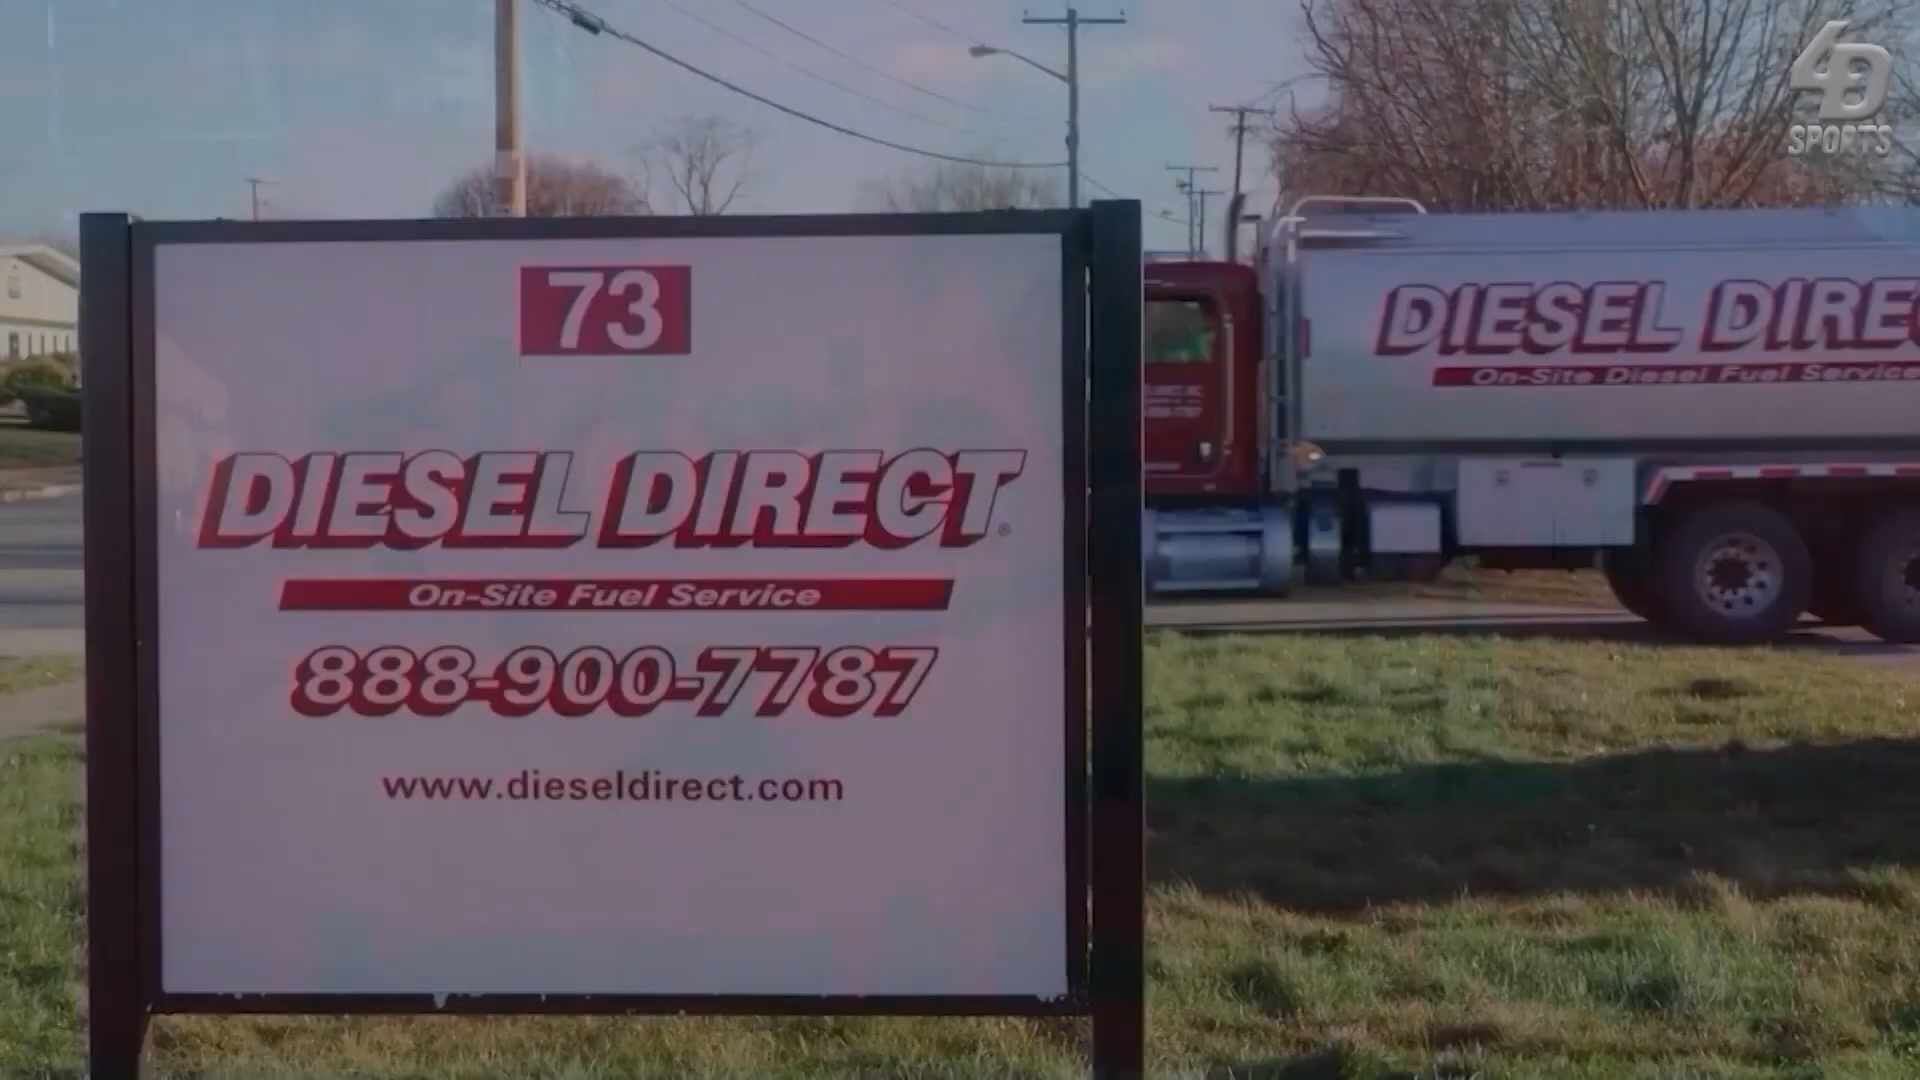 4D
SPORTS
73
DIESEL DIRECT®
On-Site Fuel Service
888-900-7787
www.dieseldirect.com
DIESEL DIREC
On-Site Diesel Fuel Service